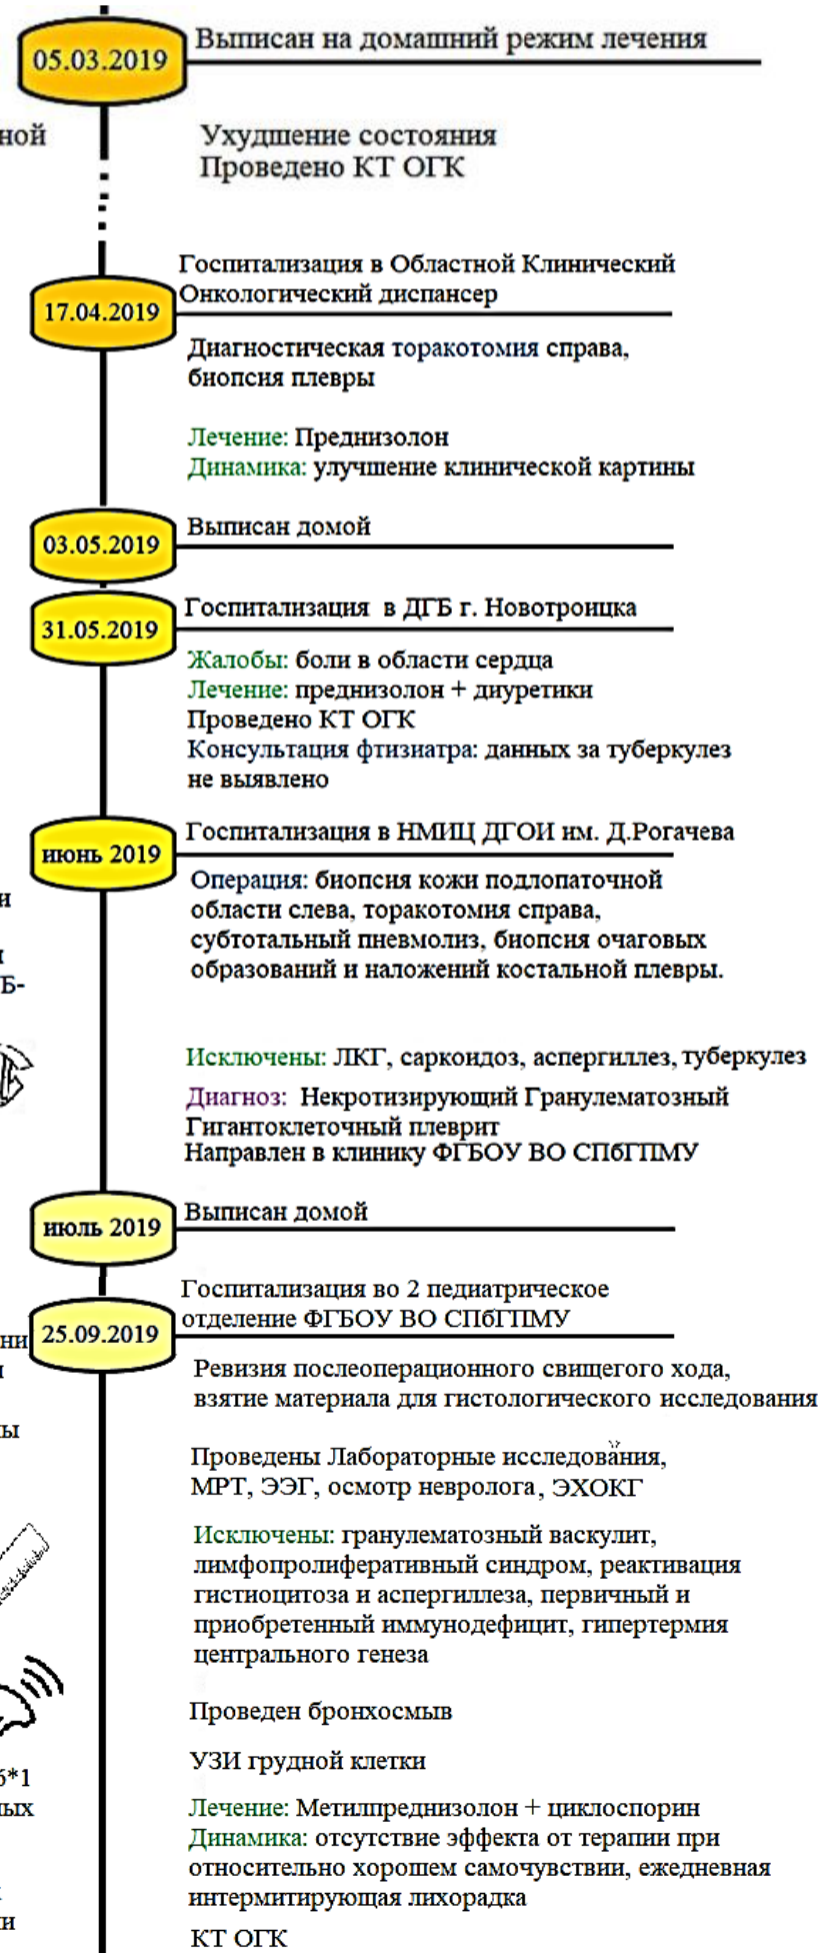 05.03.2019
Выписан на домашний режим лечения
ной
Ухудшение состояния
Проведено КТ ОГК
17.04.2019
Госпитализация в Областной Клинический
Онкологический диспансер
Диагностическая торакотомия справа,
биопсия плевры
Лечение: Преднизолон
Динамика: улучшение клинической картины
03.05.2019
Выписан домой
31.05.2019
Госпитализация в ДГБ г. Новотроицка
Жалобы: боли в области сердца
Лечение: преднизолон + диуретики
Проведено КТ ОГК
Консультация фтизиатра: данных за туберкулез
не выявлено
июнь 2019
Госпитализация в НМИЦ ДГОИ им. Д.Рогачева
Операция: биопсия кожи подлопаточной
и
области слева, торакотомия справа,
субтотальный пневмолиз, биопсия очаговых
образований и наложений костальной плевры.
Б-
Исключены: ЛКГ, саркоидоз, аспергиллез, туберкулез
Диагноз: Некротизирующий Гранулематозный
Гигантоклеточный плеврит
Направлен в клинику ФГБОУ ВО СПбГПМУ
июль 2019
Выписан домой
25.09.2019
Госпитализация во 2 педиатрическое
отделение ФГБОУ ВО СПбГПМУ
ни
Ревизия послеоперационного свищегого хода,
взятие материала для гистологического исследования
ы
Проведены Лабораторные исследования,
МРТ, ЭЭГ, осмотр невролога, ЭХОКГ
Исключены: гранулематозный васкулит,
лимфопролиферативный синдром, реактивация
гистиоцитоза и аспергиллеза, первичный и
приобретенный иммунодефицит, гипертермия
центрального генеза
Проведен бронхосмыв
УЗИ грудной клетки
6*1
ных
Лечение: Метилпреднизолон + циклоспорин
Динамика: отсутствие эффекта от терапии при
относительно хорошем самочувствии, ежедневная
интермитирующая лихорадка
и
КТ ОГК